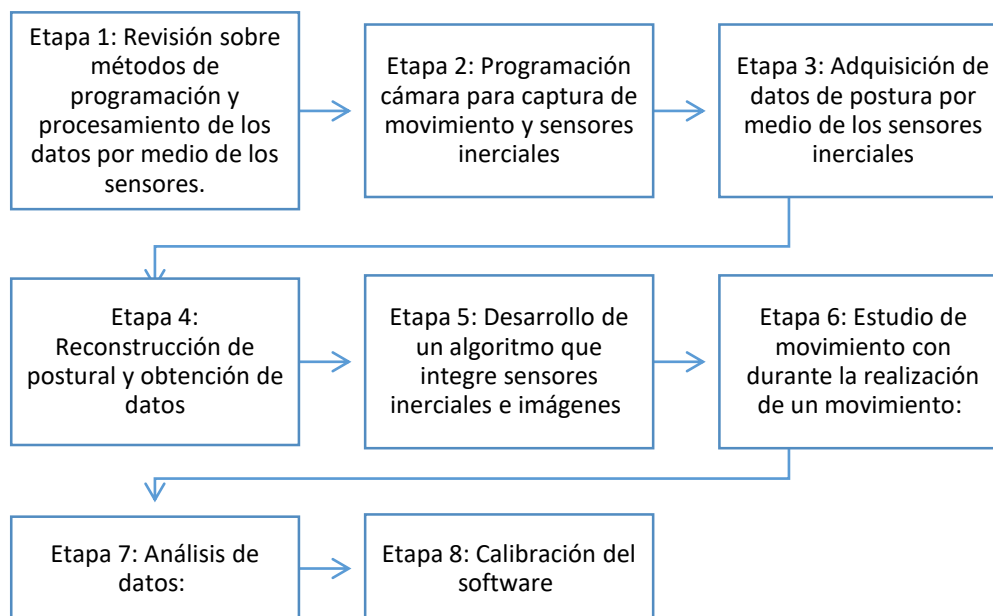 Etapa 1: Revisión sobre
métodos de
programación y
procesamiento de los
datos por medio de los
sensores.
Etapa 2: Programación
cámara para captura de
movimiento y sensores
inerciales
Etapa 3: Adquisición de
datos de postura por
medio de los sensores
inerciales
Etapa 4:
Reconstrucción de
postural y obtención de
datos
Etapa 5: Desarrollo de
un algoritmo que
integre sensores
inerciales e imágenes
Etapa 6: Estudio de
movimiento con
durante la realización
de un movimiento:
Etapa 7: Análisis de
datos:
Etapa 8: Calibración del
software